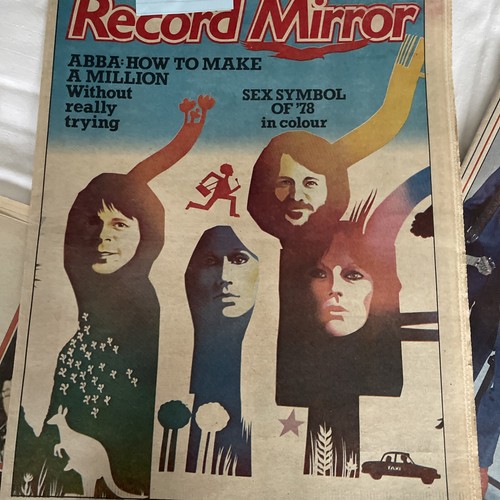 Record Mirror
ABBA: HOW TO MAKE
A MILLION
Without
really
trying
SEX SYMBOL
OF '78
in colour
TAXI